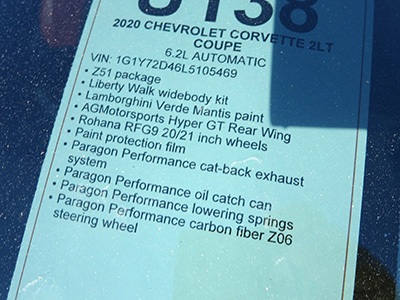 U138
2020 CHEVROLET CORVETTE 2LT
COUPE
6.2L AUTOMATIC
VIN: 1G1Y72D46L5105469
• Z51 package
• Liberty Walk widebody kit
• Lamborghini Verde Mantis paint
• AGMotorsports Hyper GT Rear Wing
• Rohana RFG9 20/21 inch wheels
• Paint protection film
• Paragon Performance cat-back exhaust
system
• Paragon Performance oil catch can
• Paragon Performance lowering springs
• Paragon Performance carbon fiber Z06
steering wheel